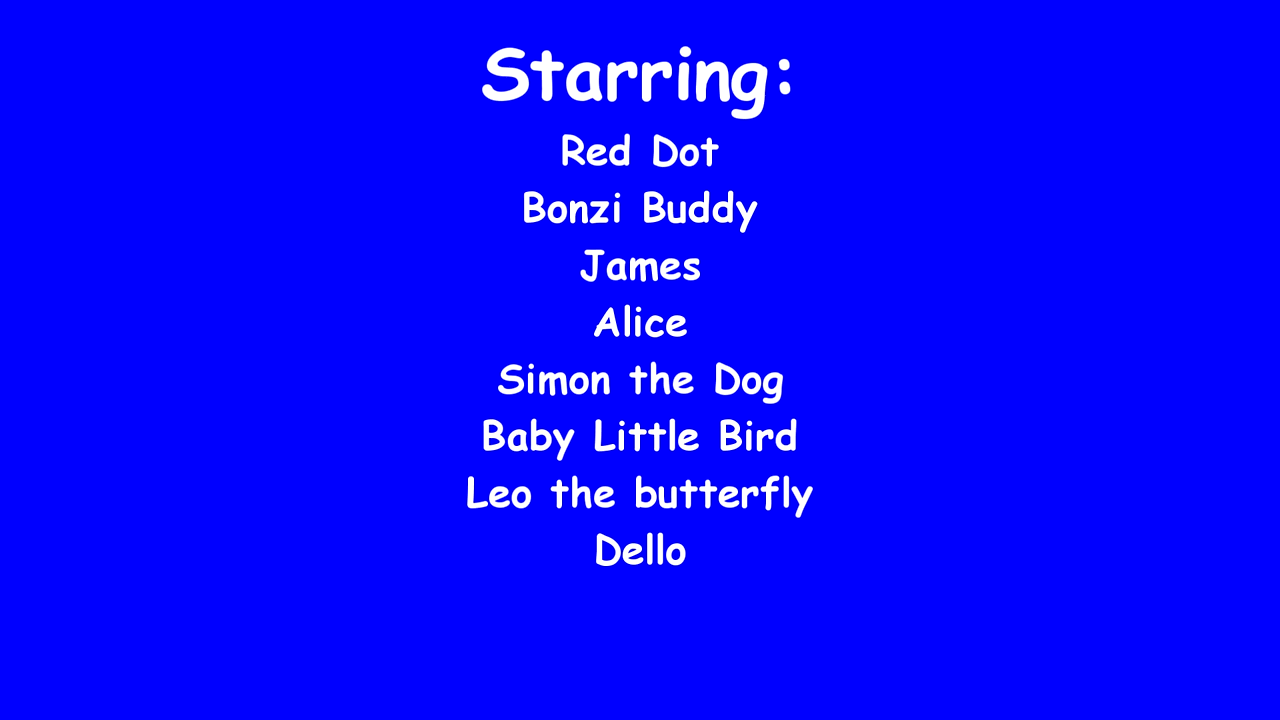 Starring:
Red Dot
Bonzi Buddy
James
Alice
Simon the Dog
Baby Little Bird
Leo the butterfly
Dello